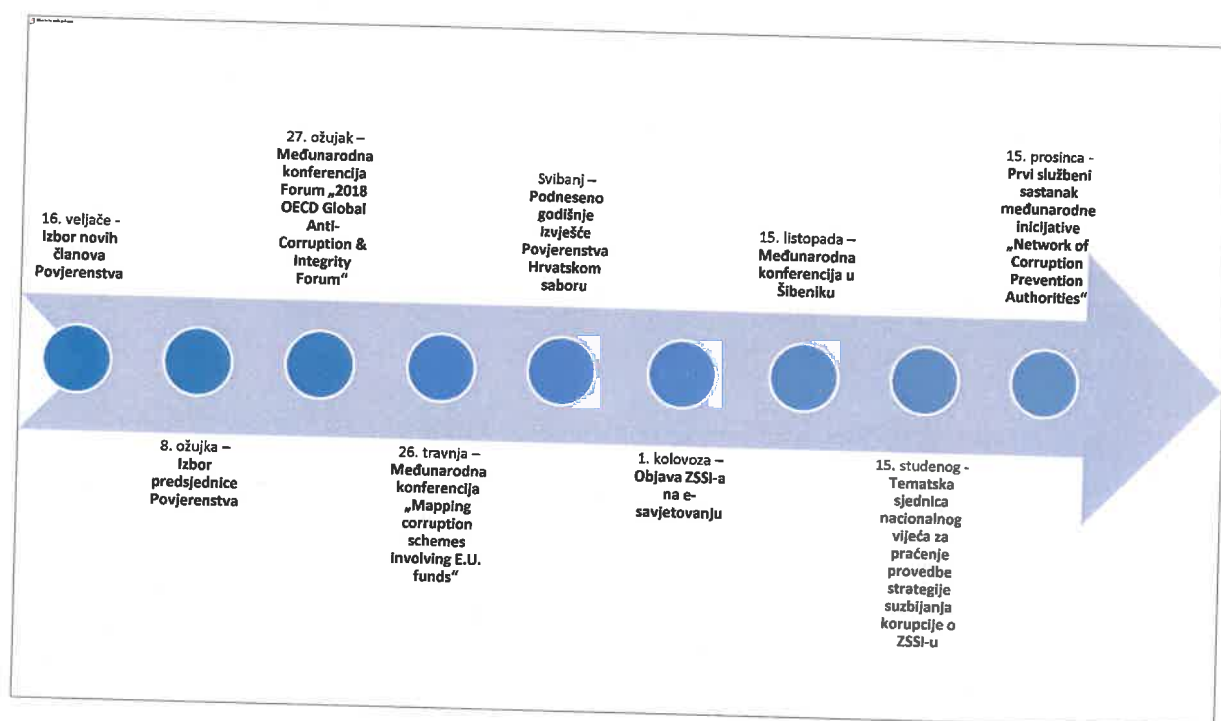 16. veljače -
Izbor novih
članova
Povjerenstva
8. ožujka –
Izbor
predsjednice
Povjerenstva
27. ožujak –
Međunarodna
konferencija
Forum „2018
OECD Global
Anti-
Corruption &
Integrity
Forum“
26. travnja –
Međunarodna
konferencija
„Mapping
corruption
schemes
involving E.U.
funds“
Svibanj –
Podneseno
godišnje
izvješće
Povjerenstva
Hrvatskom
saboru
1. kolovoza –
Objava ZSSI-a
na e-
savjetovanju
15. listopada –
Međunarodna
konferencija u
Šibeniku
15. studenog -
Tematska
sjednica
nacionalnog
vijeća za
praćenje
provedbe
strategije
suzbijanja
korupcije o
ZSSI-u
15. prosinca -
Prvi službeni
sastanak
međunarodne
inicijative
„Network of
Corruption
Prevention
Authorities“